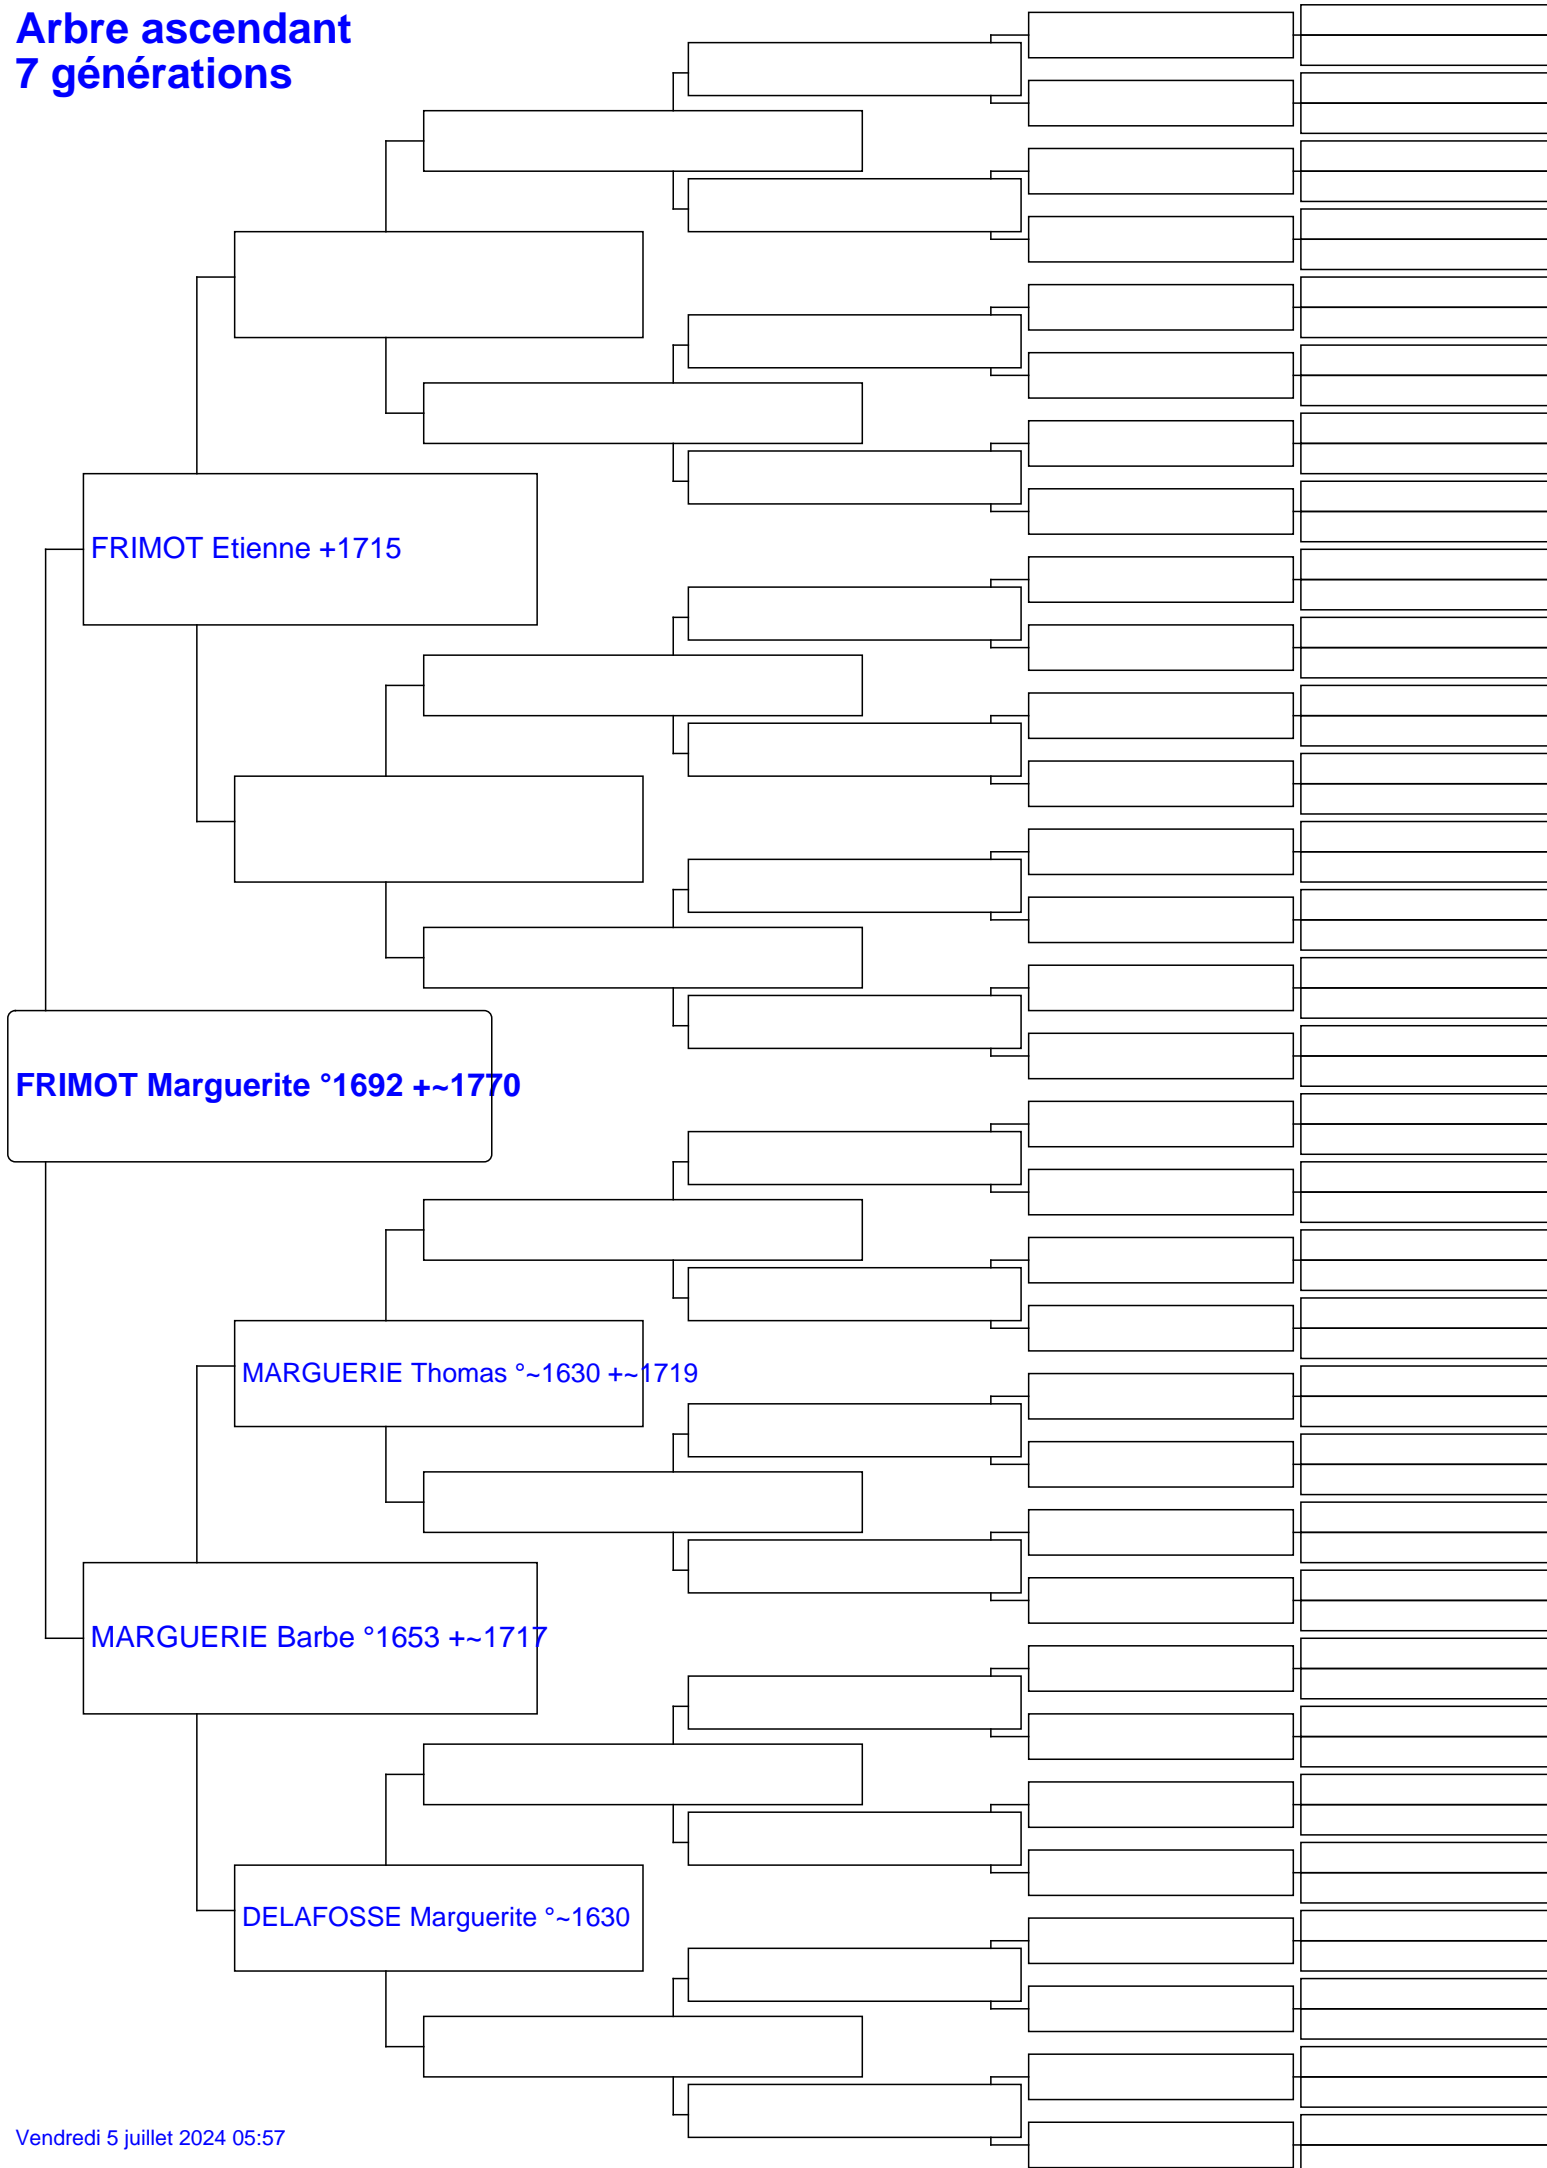 Arbre ascendant
7 générations
FRIMOT Etienne +1715
FRIMOT Marguerite °1692 +~1770
MARGUERIE Thomas °~1630 +~1719
MARGUERIE Barbe °1653 +~1717
DELAFOSSE Marguerite °~1630
Vendredi 5 juillet 2024 05:57